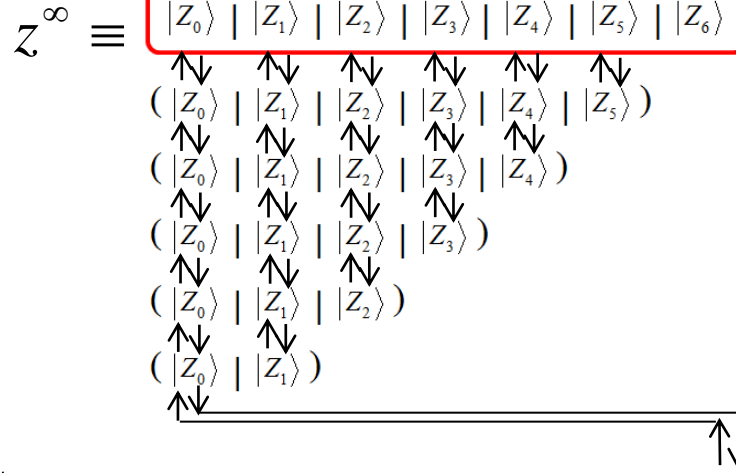 z^∞ ≡ |Z₀⟩ | |Z₁⟩ | |Z₂⟩ | |Z₃⟩ | |Z₄⟩ | |Z₅⟩ | |Z₆⟩
( |Z₀⟩ | |Z₁⟩ | |Z₂⟩ | |Z₃⟩ | |Z₄⟩ | |Z₅⟩ )
( |Z₀⟩ | |Z₁⟩ | |Z₂⟩ | |Z₃⟩ | |Z₄⟩ )
( |Z₀⟩ | |Z₁⟩ | |Z₂⟩ | |Z₃⟩ )
( |Z₀⟩ | |Z₁⟩ | |Z₂⟩ )
( |Z₀⟩ | |Z₁⟩ )